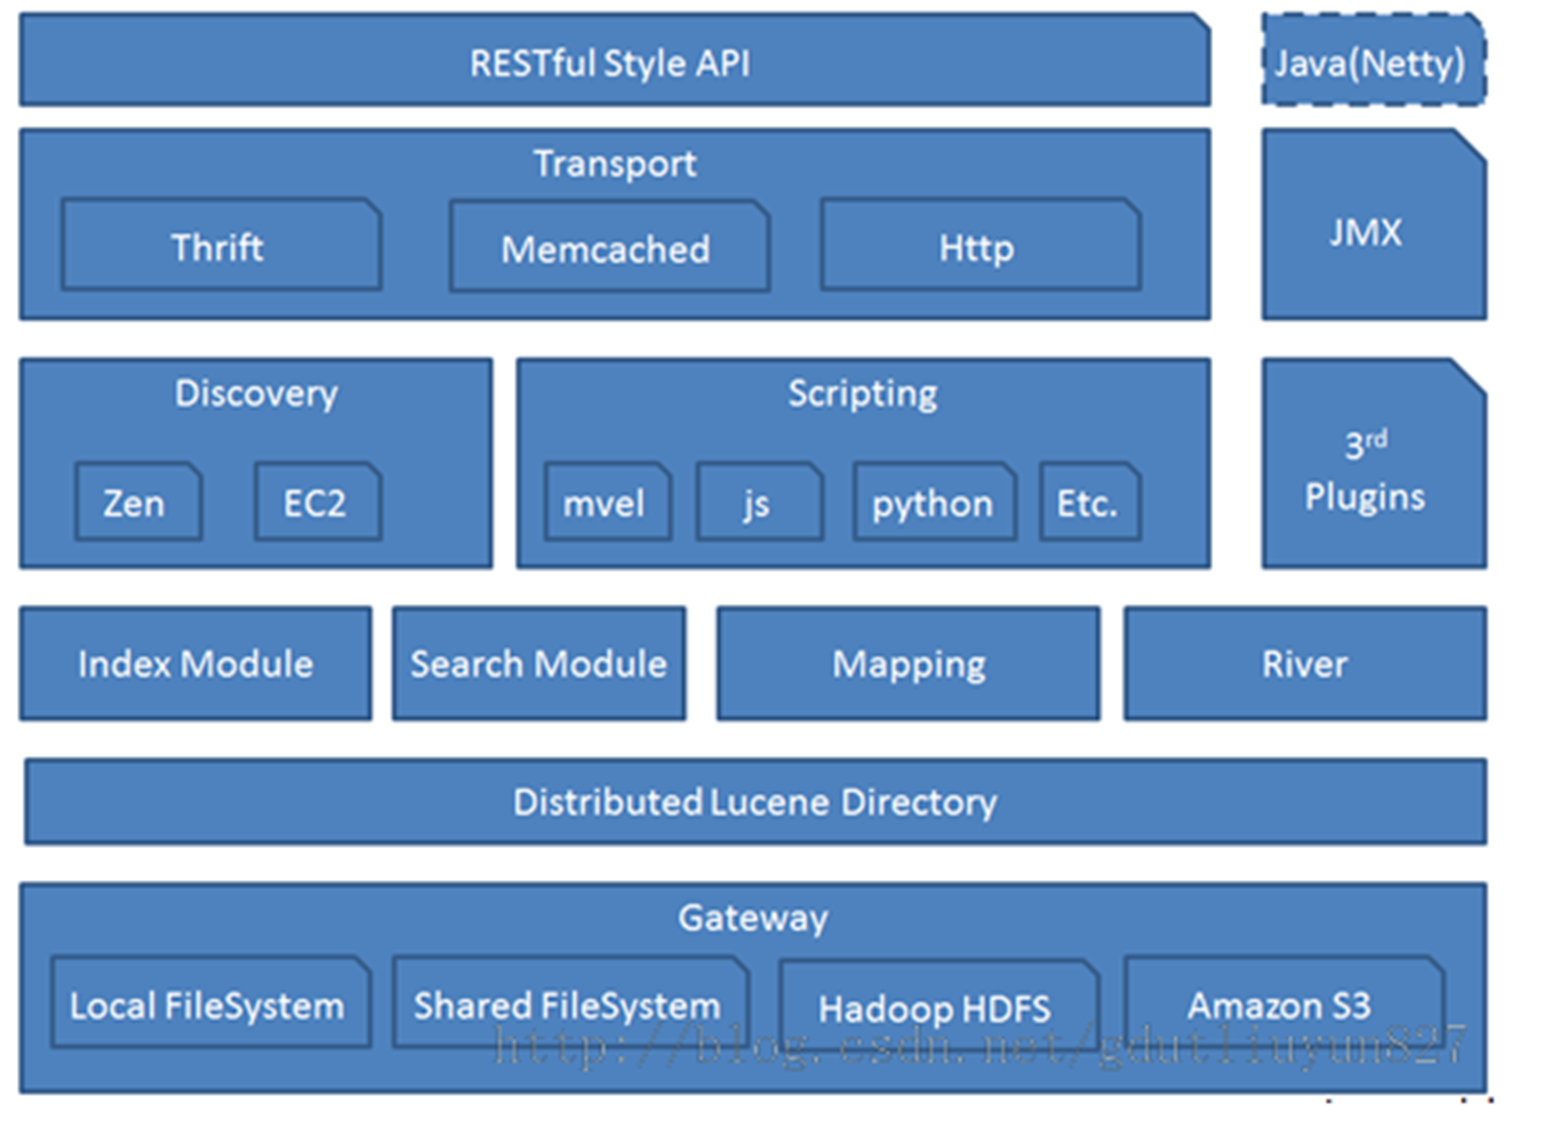 RESTful Style API
Java(Netty)
Transport
Thrift
Memcached
Http
JMX
Discovery
Zen
EC2
Scripting
mvel
js
python
Etc.
3rd
Plugins
Index Module
Search Module
Mapping
River
Distributed Lucene Directory
Gateway
Local FileSystem
Shared FileSystem
Hadoop HDFS
Amazon S3
http://blog.csdn.net/gdutliuyun827